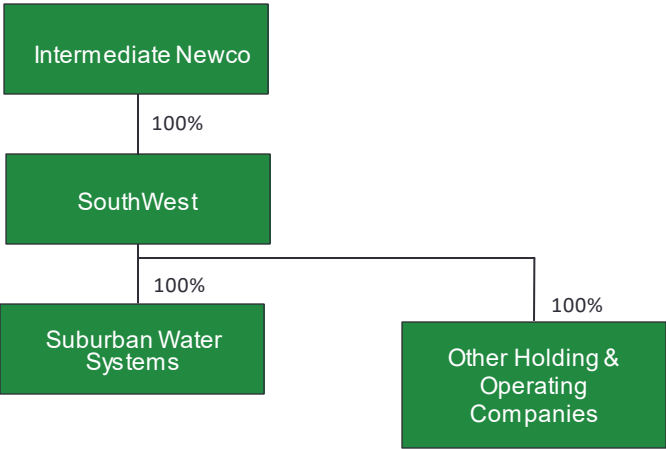 Intermediate Newco
100%
SouthWest
100%
100%
Suburban Water
Systems
Other Holding &
Operating
Companies